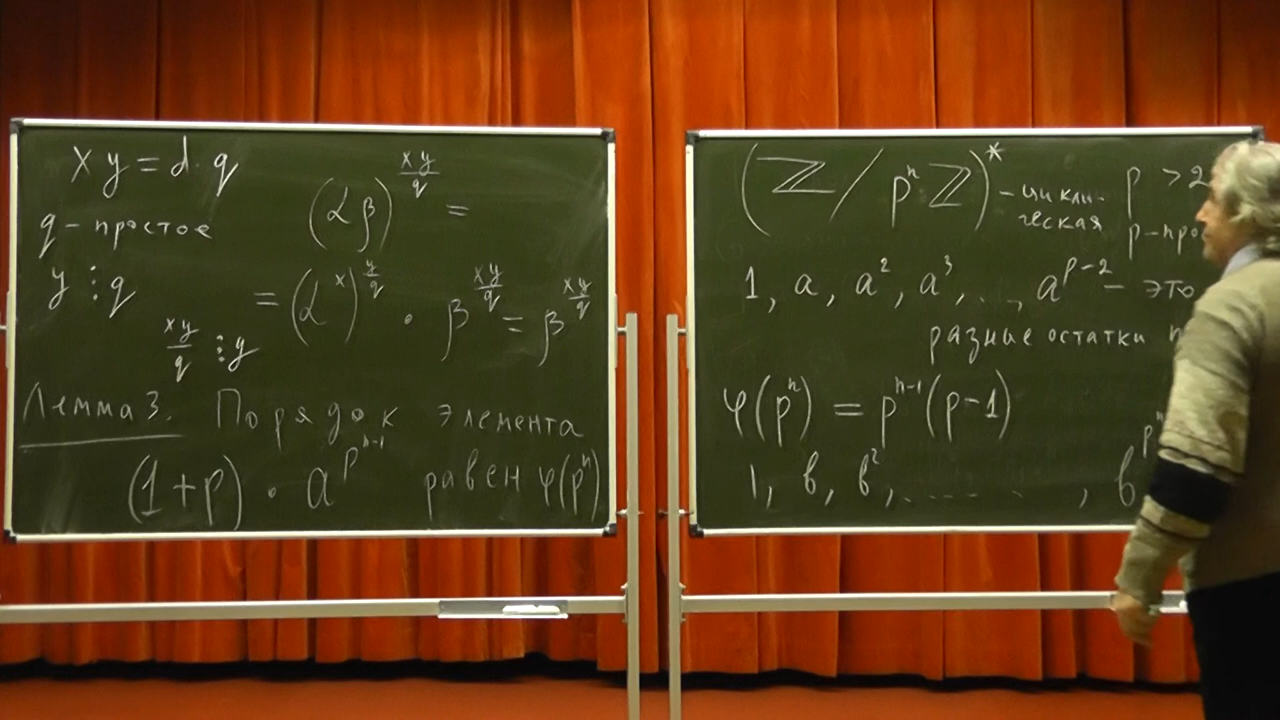 xy = d · q
q - простое
y ⋮ q
xy/q ⋮ y
(αβ)^(xy/q) =
= (α^x)^(y/q) · β^(xy/q) = β^(xy/q)
Лемма 3. Порядок элемента
(1+p) · a^(p^(n-1)) равен φ(p^n)
(ℤ/p^nℤ)* - цикли-
ческая
p > 2
1, a, a², a³, ..., a^(p-2) - это
разные остатки
φ(p^n) = p^(n-1)(p-1)
1, b, b², ...... , b